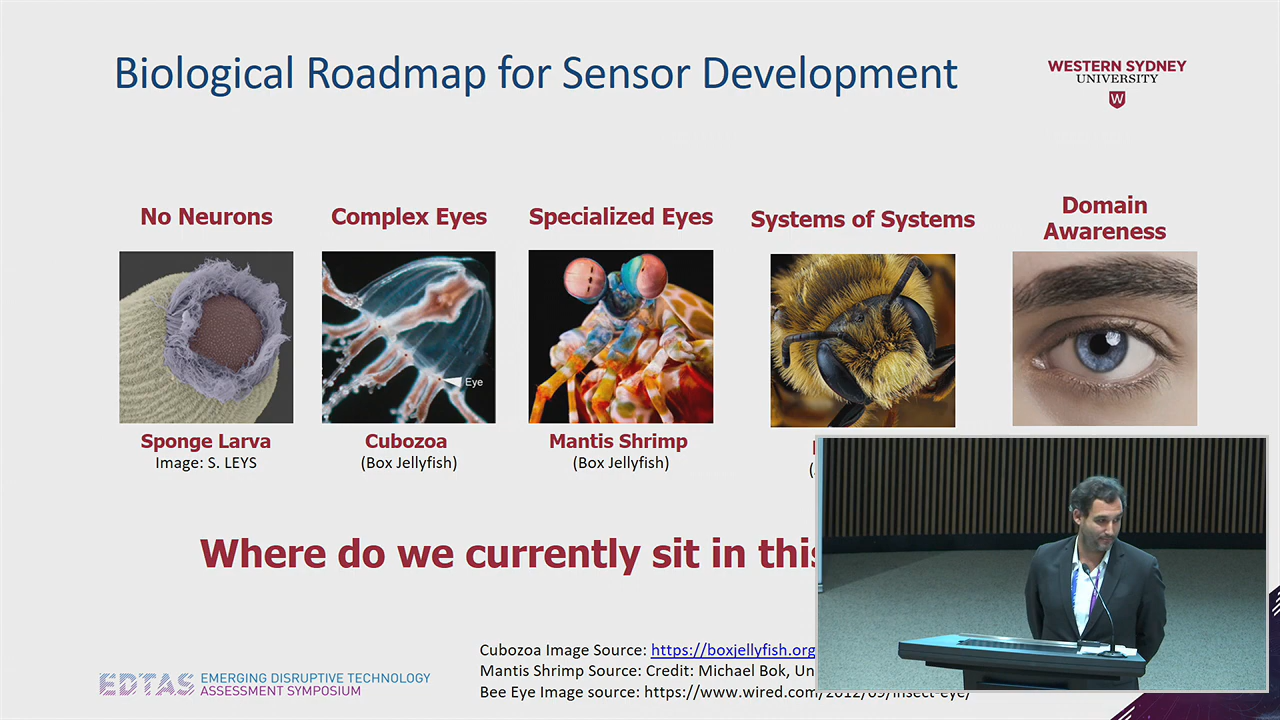 Biological Roadmap for Sensor Development
WESTERN SYDNEY
UNIVERSITY
W
No Neurons
Complex Eyes
Specialized Eyes
Systems of Systems
Domain
Awareness
Eye
Sponge Larva
Image: S. LEYS
Cubozoa
(Box Jellyfish)
Mantis Shrimp
(Box Jellyfish)
Where do we currently sit in this
Cubozoa Image Source: https://boxjellyfish.org
Mantis Shrimp Source: Credit: Michael Bok, Un
Bee Eye Image source: https://www.wired.com/2012/05/insect-eye/
EDTAS
EMERGING DISRUPTIVE TECHNOLOGY
ASSESSMENT SYMPOSIUM